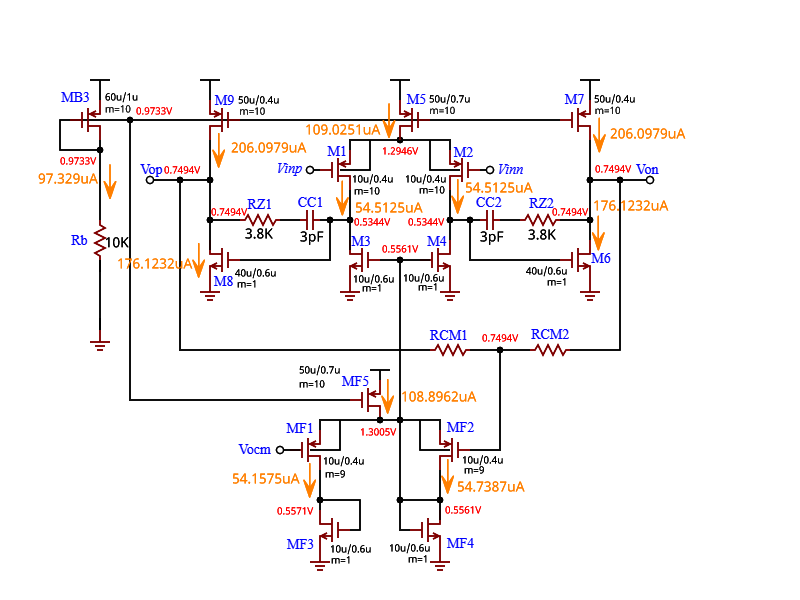 MB3
60u/1u
m=10
0.9733V
M9
50u/0.4u
m=10
M5
50u/0.7u
m=10
M7
50u/0.4u
m=10
109.0251uA
206.0979uA
206.0979uA
0.9733V
97.329uA
Vop
0.7494V
M1
1.2946V
M2
Vinp
Vinn
10u/0.4u
m=10
10u/0.4u
m=10
0.7494V
Von
54.5125uA
54.5125uA
176.1232uA
0.7494V
RZ1
3.8K
CC1
3pF
0.5344V
0.5344V
CC2
3pF
RZ2
3.8K
0.7494V
Rb
10K
176.1232uA
M8
40u/0.6u
m=1
M3
10u/0.6u
m=1
0.5561V
M4
10u/0.6u
m=1
M6
40u/0.6u
m=1
RCM1
0.7494V
RCM2
50u/0.7u
m=10
MF5
108.8962uA
1.3005V
MF1
MF2
Vocm
10u/0.4u
m=9
10u/0.4u
m=9
54.1575uA
54.7387uA
0.5571V
0.5561V
MF3
10u/0.6u
m=1
10u/0.6u
m=1
MF4